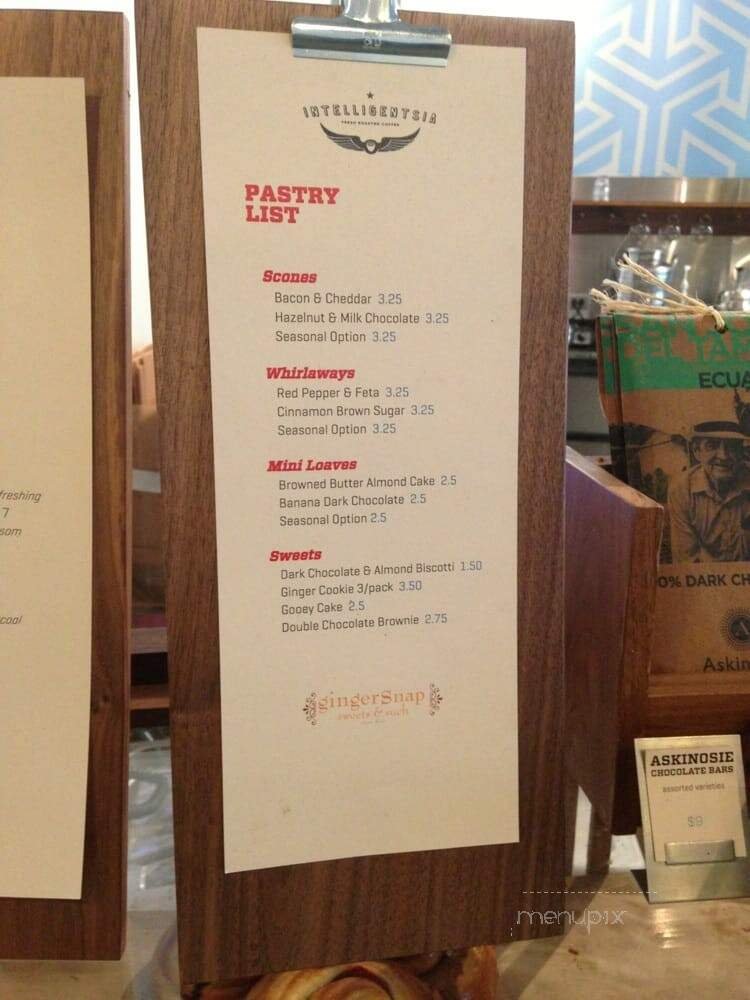 INTELLIGENTSIA
FRESH ROASTED COFFEE
PASTRY
LIST
Scones
Bacon & Cheddar 3.25
Hazelnut & Milk Chocolate 3.25
Seasonal Option 3.25
Whirlaways
Red Pepper & Feta 3.25
Cinnamon Brown Sugar 3.25
Seasonal Option 3.25
Mini Loaves
Browned Butter Almond Cake 2.5
Banana Dark Chocolate 2.5
Seasonal Option 2.5
Sweets
Dark Chocolate & Almond Biscotti 1.50
Ginger Cookie 3/pack 3.50
Gooey Cake 2.5
Double Chocolate Brownie 2.75
gingerSnap
sweets & such
freshing
7
som
coal
ECUA
0% DARK CH
Askin
ASKINOSIE
CHOCOLATE BARS
assorted varieties
$9
menupix